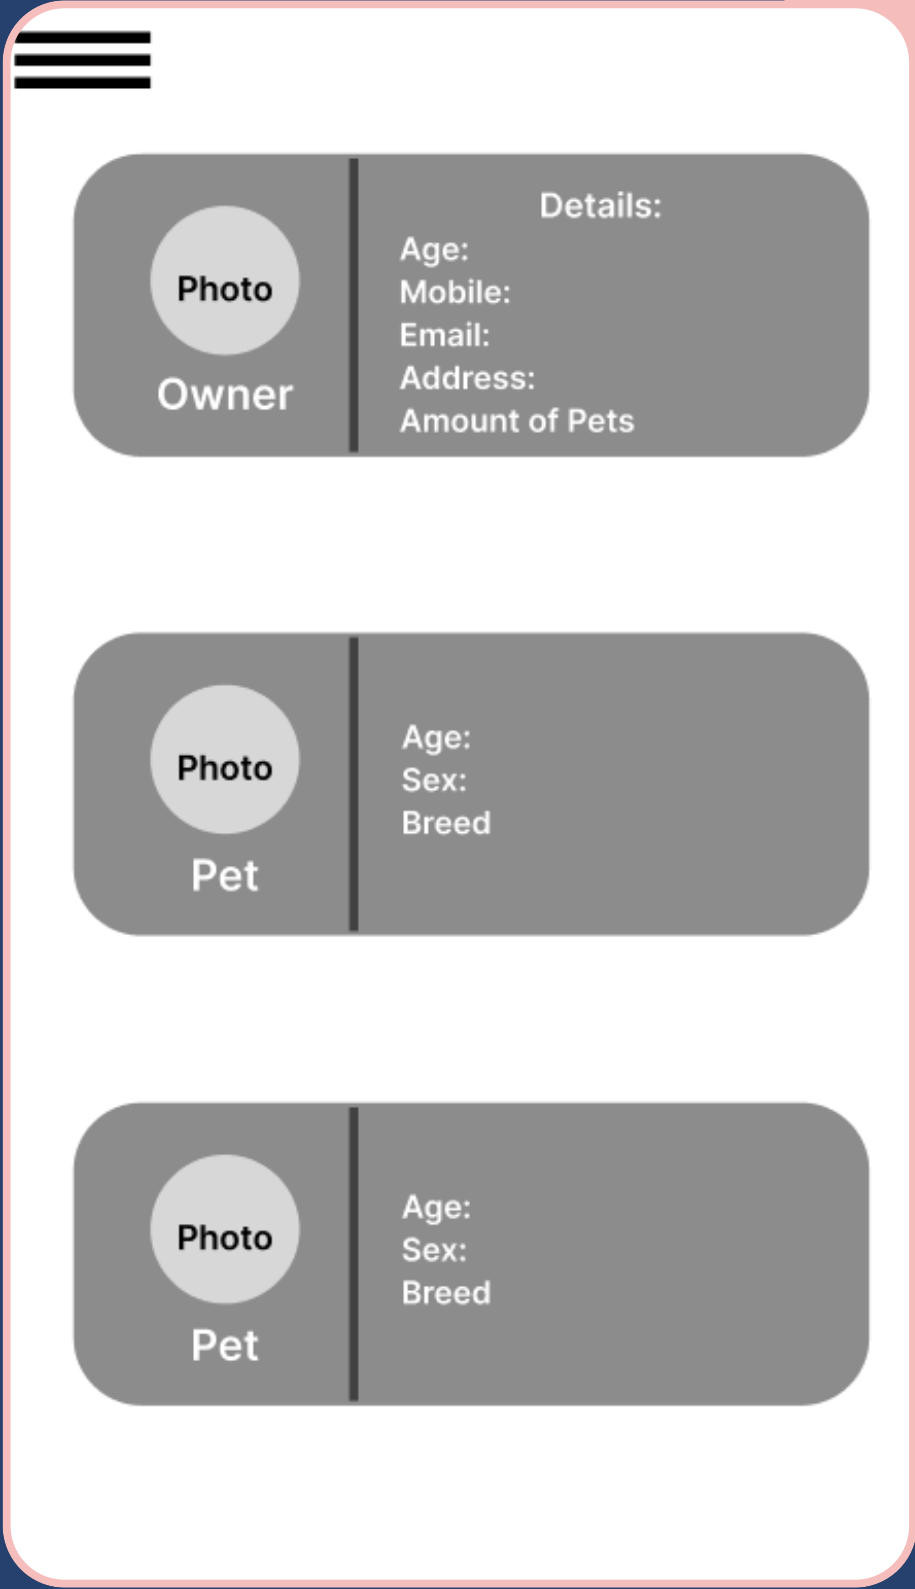 Details:
Age:
Mobile:
Email:
Address:
Amount of Pets
Photo
Owner
Age:
Sex:
Breed
Photo
Pet
Age:
Sex:
Breed
Photo
Pet